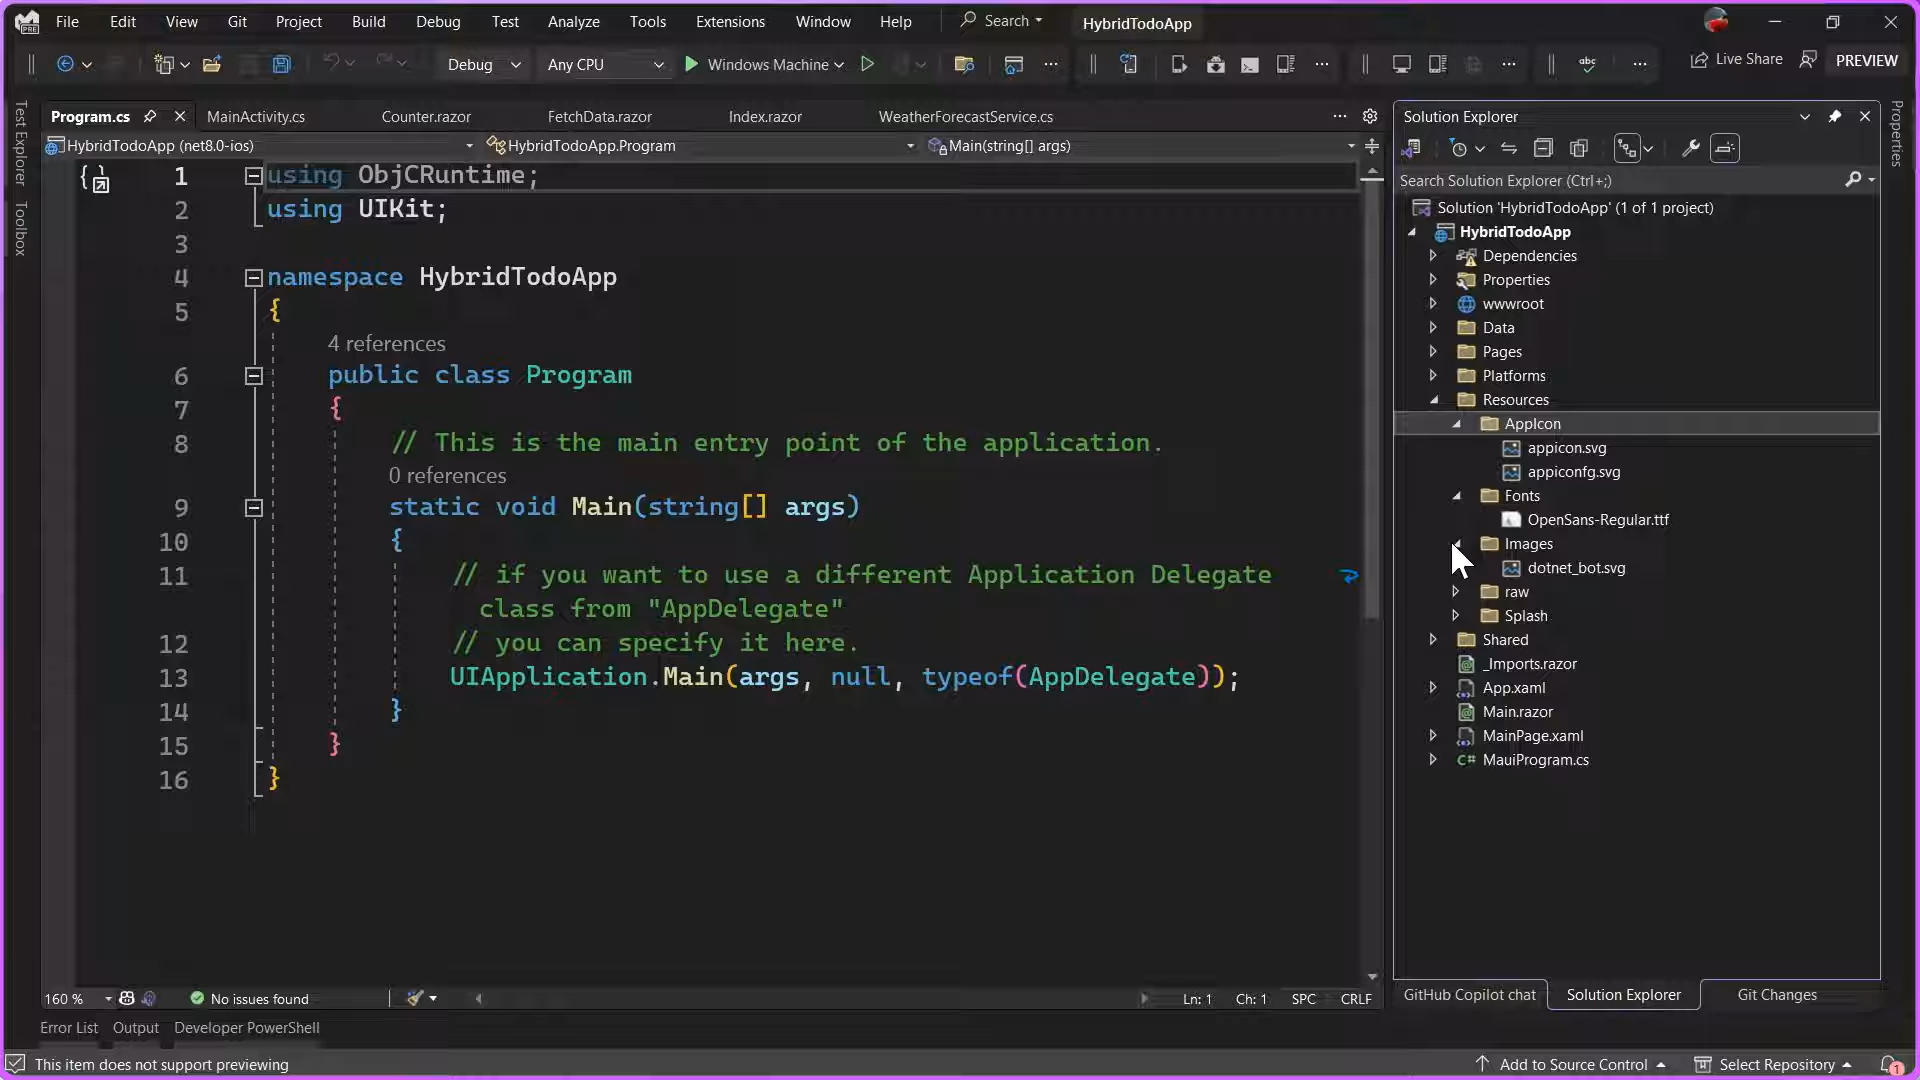 PRE File Edit View Git Project Build Debug Test Analyze Tools Extensions Window Help Search HybridTodoApp
Debug Any CPU Windows Machine abc Live Share PREVIEW
Test Explorer
Toolbox
Program.cs MainActivity.cs Counter.razor FetchData.razor Index.razor WeatherForecastService.cs
HybridTodoApp (net8.0-ios) HybridTodoApp.Program Main(string[] args)
1 using ObjCRuntime;
2 using UIKit;
3
4 namespace HybridTodoApp
5 {
4 references
6 public class Program
7 {
8 // This is the main entry point of the application.
0 references
9 static void Main(string[] args)
10 {
11 // if you want to use a different Application Delegate
class from "AppDelegate"
12 // you can specify it here.
13 UIApplication.Main(args, null, typeof(AppDelegate));
14 }
15 }
16 }
160 % No issues found Ln: 1 Ch: 1 SPC CRLF
Error List Output Developer PowerShell
Solution Explorer
Search Solution Explorer (Ctrl+;)
Solution 'HybridTodoApp' (1 of 1 project)
HybridTodoApp
Dependencies
Properties
wwwroot
Data
Pages
Platforms
Resources
AppIcon
appicon.svg
appiconfg.svg
Fonts
OpenSans-Regular.ttf
Images
dotnet_bot.svg
raw
Splash
Shared
_Imports.razor
App.xaml
Main.razor
MainPage.xaml
C# MauiProgram.cs
GitHub Copilot chat Solution Explorer Git Changes
Properties
This item does not support previewing Add to Source Control Select Repository 1